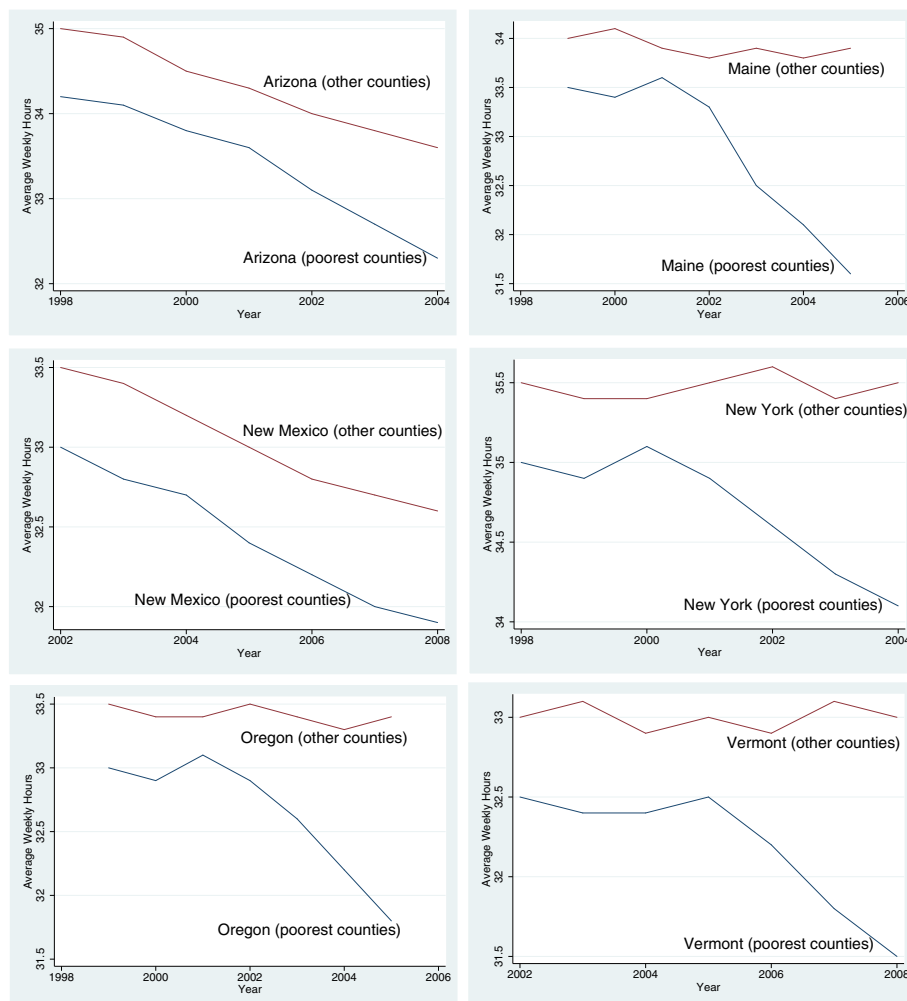 Average Weekly Hours
35
34
33
32
Arizona (other counties)
Arizona (poorest counties)
1998 2000 2002 2004
Year
Average Weekly Hours
34
33.5
33
32.5
32
31.5
Maine (other counties)
Maine (poorest counties)
1998 2000 2002 2004 2006
Year
Average Weekly Hours
33.5
33
32.5
32
New Mexico (other counties)
New Mexico (poorest counties)
2002 2004 2006 2008
Year
Average Weekly Hours
35.5
35
34.5
34
New York (other counties)
New York (poorest counties)
1998 2000 2002 2004
Year
Average Weekly Hours
33.5
33
32.5
32
31.5
Oregon (other counties)
Oregon (poorest counties)
1998 2000 2002 2004 2006
Year
Average Weekly Hours
33
32.5
32
31.5
Vermont (other counties)
Vermont (poorest counties)
2002 2004 2006 2008
Year